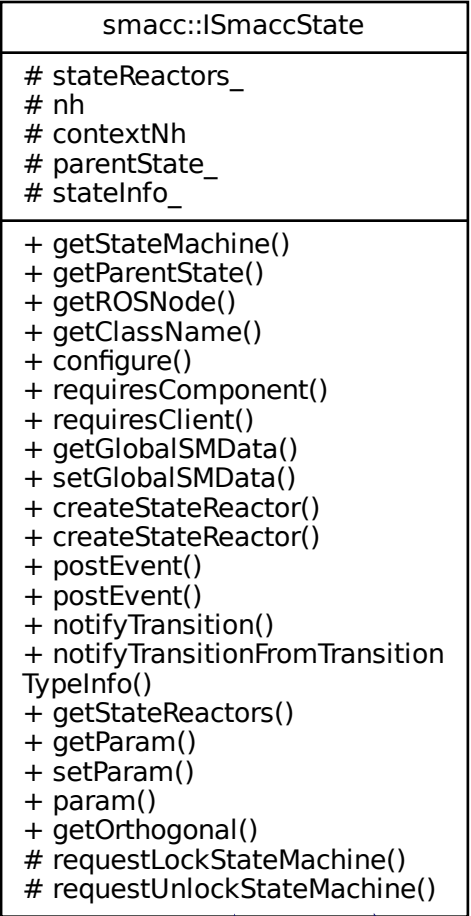 smacc::ISmaccState
# stateReactors_
# nh
# contextNh
# parentState_
# stateInfo_
+ getStateMachine()
+ getParentState()
+ getROSNode()
+ getClassName()
+ configure()
+ requiresComponent()
+ requiresClient()
+ getGlobalSMData()
+ setGlobalSMData()
+ createStateReactor()
+ createStateReactor()
+ postEvent()
+ postEvent()
+ notifyTransition()
+ notifyTransitionFromTransition
TypeInfo()
+ getStateReactors()
+ getParam()
+ setParam()
+ param()
+ getOrthogonal()
# requestLockStateMachine()
# requestUnlockStateMachine()